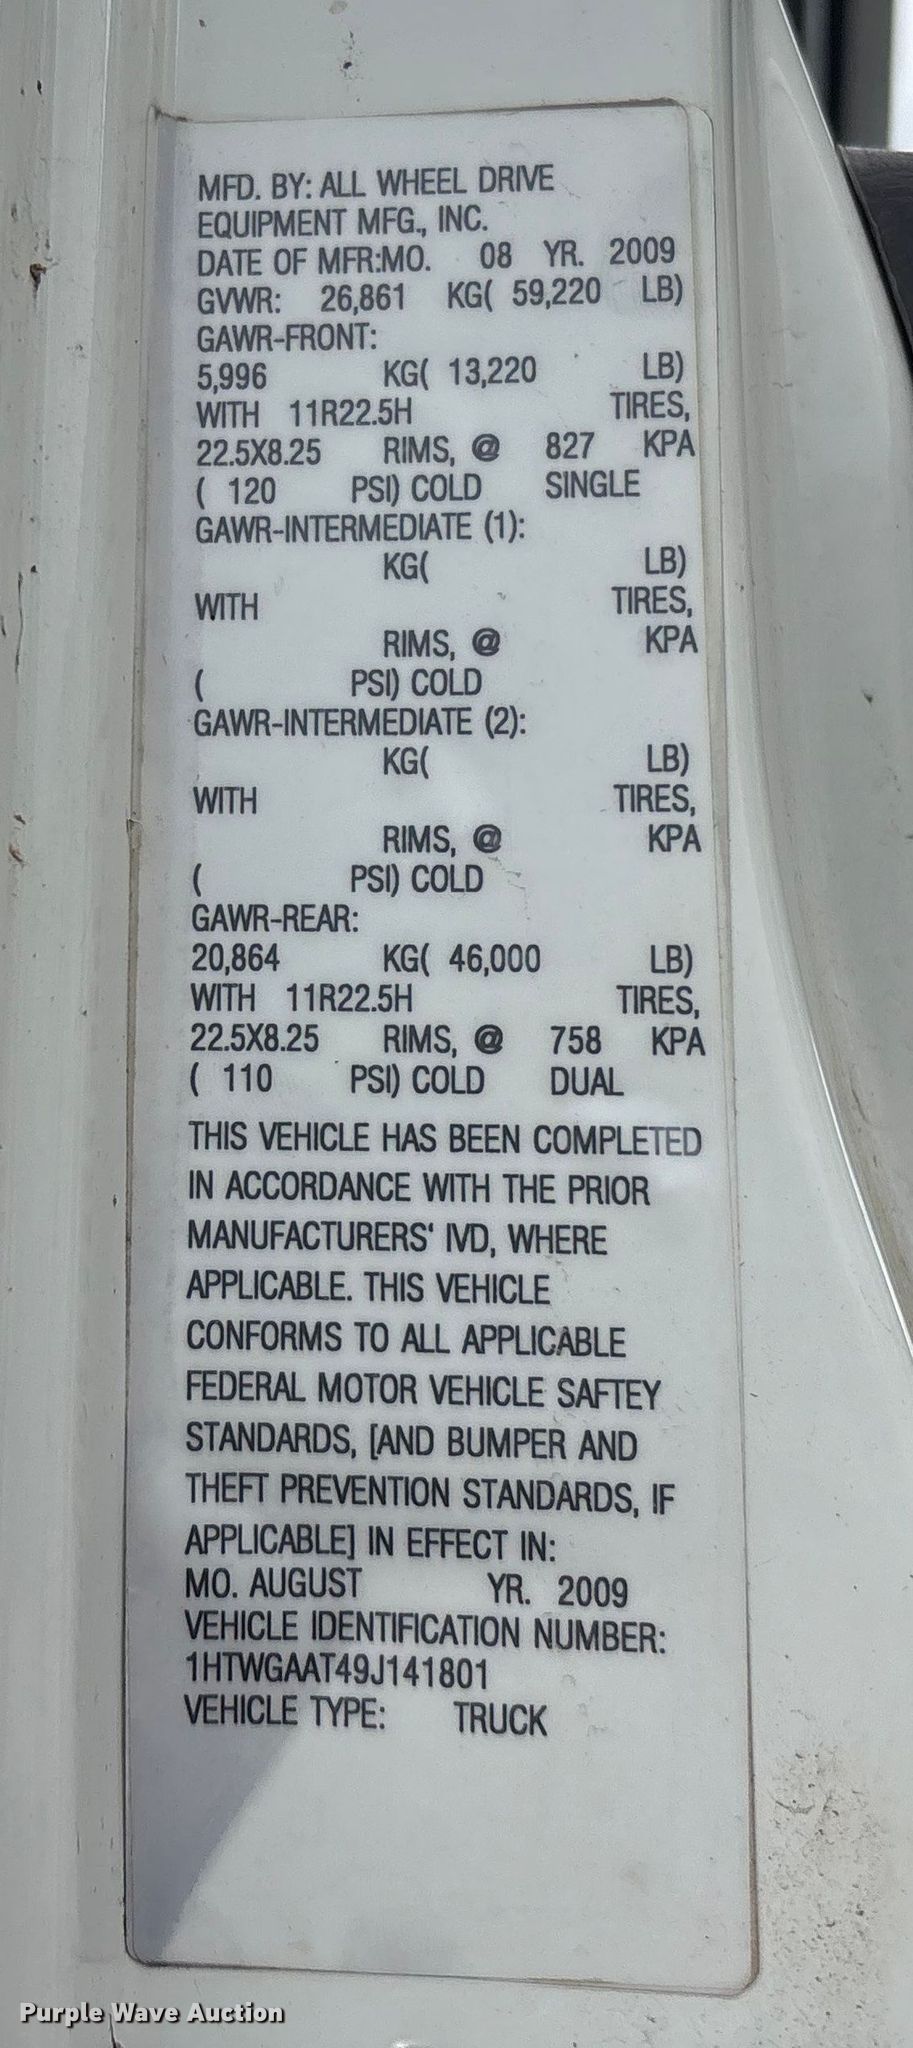 MFD. BY: ALL WHEEL DRIVE
EQUIPMENT MFG., INC.
DATE OF MFR:MO. 08 YR. 2009
GVWR: 26,861 KG( 59,220 LB)
GAWR-FRONT:
5,996 KG( 13,220 LB)
WITH 11R22.5H TIRES,
22.5X8.25 RIMS, @ 827 KPA
( 120 PSI) COLD SINGLE
GAWR-INTERMEDIATE (1):
KG( LB)
WITH TIRES,
RIMS, @ KPA
( PSI) COLD
GAWR-INTERMEDIATE (2):
KG( LB)
WITH TIRES,
RIMS, @ KPA
( PSI) COLD
GAWR-REAR:
20,864 KG( 46,000 LB)
WITH 11R22.5H TIRES,
22.5X8.25 RIMS, @ 758 KPA
( 110 PSI) COLD DUAL
THIS VEHICLE HAS BEEN COMPLETED
IN ACCORDANCE WITH THE PRIOR
MANUFACTURERS' IVD, WHERE
APPLICABLE. THIS VEHICLE
CONFORMS TO ALL APPLICABLE
FEDERAL MOTOR VEHICLE SAFTEY
STANDARDS, [AND BUMPER AND
THEFT PREVENTION STANDARDS, IF
APPLICABLE] IN EFFECT IN:
MO. AUGUST YR. 2009
VEHICLE IDENTIFICATION NUMBER:
1HTWGAAT49J141801
VEHICLE TYPE: TRUCK
Purple Wave Auction